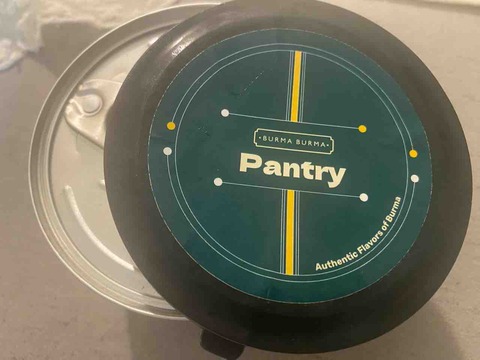 • BURMA BURMA •
Pantry
Authentic Flavors of Burma